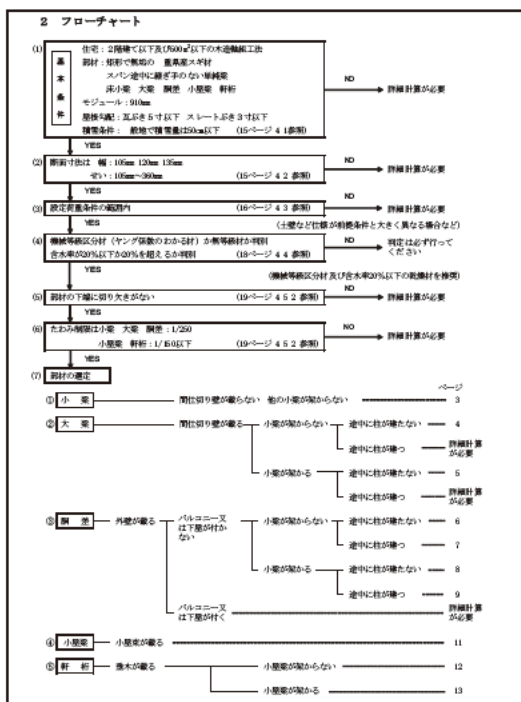 2 フローチャート
(1)
基本条件
住宅:2階建て以下及び500m²以下の木造軸組工法
部材:矩形で無垢の三重県産スギ材
スパン途中に継ぎ手のない単純梁
床小梁 大梁 胴差 小屋梁 軒桁
モジュール:910mm
屋根勾配:瓦ぶき5寸以下 スレートぶき3寸以下
積雪条件:一般地で積雪量は50cm以下 (15ページ 4 1参照)
NO
詳細計算が必要
YES
(2) 断面寸法は 幅:105mm 120mm 135mm
せい:105mm~360mm (15ページ 4 2 参照)
NO
詳細計算が必要
YES
(3) 設定荷重条件の範囲内 (16ページ 4 3 参照)
NO
詳細計算が必要
(土壁など仕様が前提条件と大きく異なる場合など)
YES
(4) 機械等級区分材(ヤング係数のわかる材)か無等級材か判別
含水率が20%以下か20%を超えるか判別 (18ページ 4 4 参照)
NO
判定は必ず行ってください
(機械等級区分材及び含水率20%以下の乾燥材を推奨)
YES
(5) 部材の下端に切り欠きがない (19ページ 4 5 2 参照)
NO
詳細計算が必要
YES
(6) たわみ制限は小梁 大梁 胴差:1/250
小屋梁 軒桁:1/150以下 (19ページ 4 5 2 参照)
NO
詳細計算が必要
YES
(7) 部材の選定
ページ
① 小 梁 間仕切り壁が載らない 他の小梁が架からない 3
② 大 梁 間仕切り壁が載る 小梁が架からない 途中に柱が建たない 4
途中に柱が建つ 詳細計算が必要
小梁が架かる 途中に柱が建たない 5
途中に柱が建つ 詳細計算が必要
③ 胴 差 外壁が載る バルコニー又は下屋が付かない 小梁が架からない 途中に柱が建たない 6
途中に柱が建つ 7
小梁が架かる 途中に柱が建たない 8
途中に柱が建つ 9
バルコニー又は下屋が付く 詳細計算が必要
④ 小屋梁 小屋束が載る 11
⑤ 軒 桁 垂木が載る 小屋梁が架からない 12
小屋梁が架かる 13